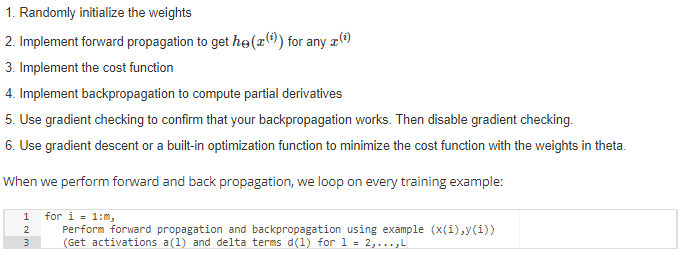 1. Randomly initialize the weights
2. Implement forward propagation to get hΘ(x(i)) for any x(i)
3. Implement the cost function
4. Implement backpropagation to compute partial derivatives
5. Use gradient checking to confirm that your backpropagation works. Then disable gradient checking.
6. Use gradient descent or a built-in optimization function to minimize the cost function with the weights in theta.
When we perform forward and back propagation, we loop on every training example:
1 for i = 1:m,
2 Perform forward propagation and backpropagation using example (x(i),y(i))
3 (Get activations a(l) and delta terms d(l) for l = 2,...,L